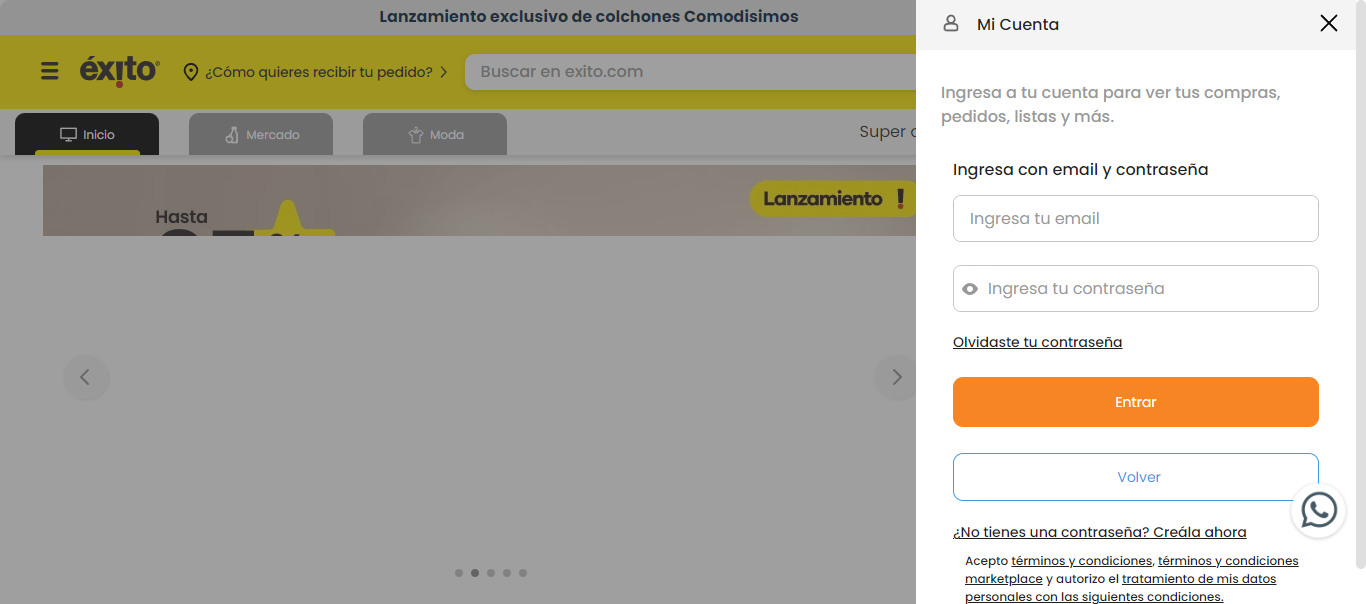 Lanzamiento exclusivo de colchones Comodisimos
éxito
¿Cómo quieres recibir tu pedido?
Buscar en exito.com
Inicio
Mercado
Moda
Super
Hasta
Lanzamiento !
Mi Cuenta
Ingresa a tu cuenta para ver tus compras,
pedidos, listas y más.
Ingresa con email y contraseña
Ingresa tu email
Ingresa tu contraseña
Olvidaste tu contraseña
Entrar
Volver
¿No tienes una contraseña? Creála ahora
Acepto términos y condiciones, términos y condiciones
marketplace y autorizo el tratamiento de mis datos
personales con las siguientes condiciones.